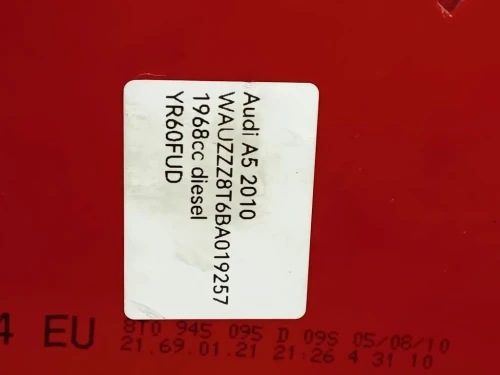 Audi A5 2010
WAUZZZ8T6BA019257
1968cc diesel
YR60FUD
4 EU
8T0 945 095 D 09S 05/08/10
21.69.01.21 21:26 4 31 10